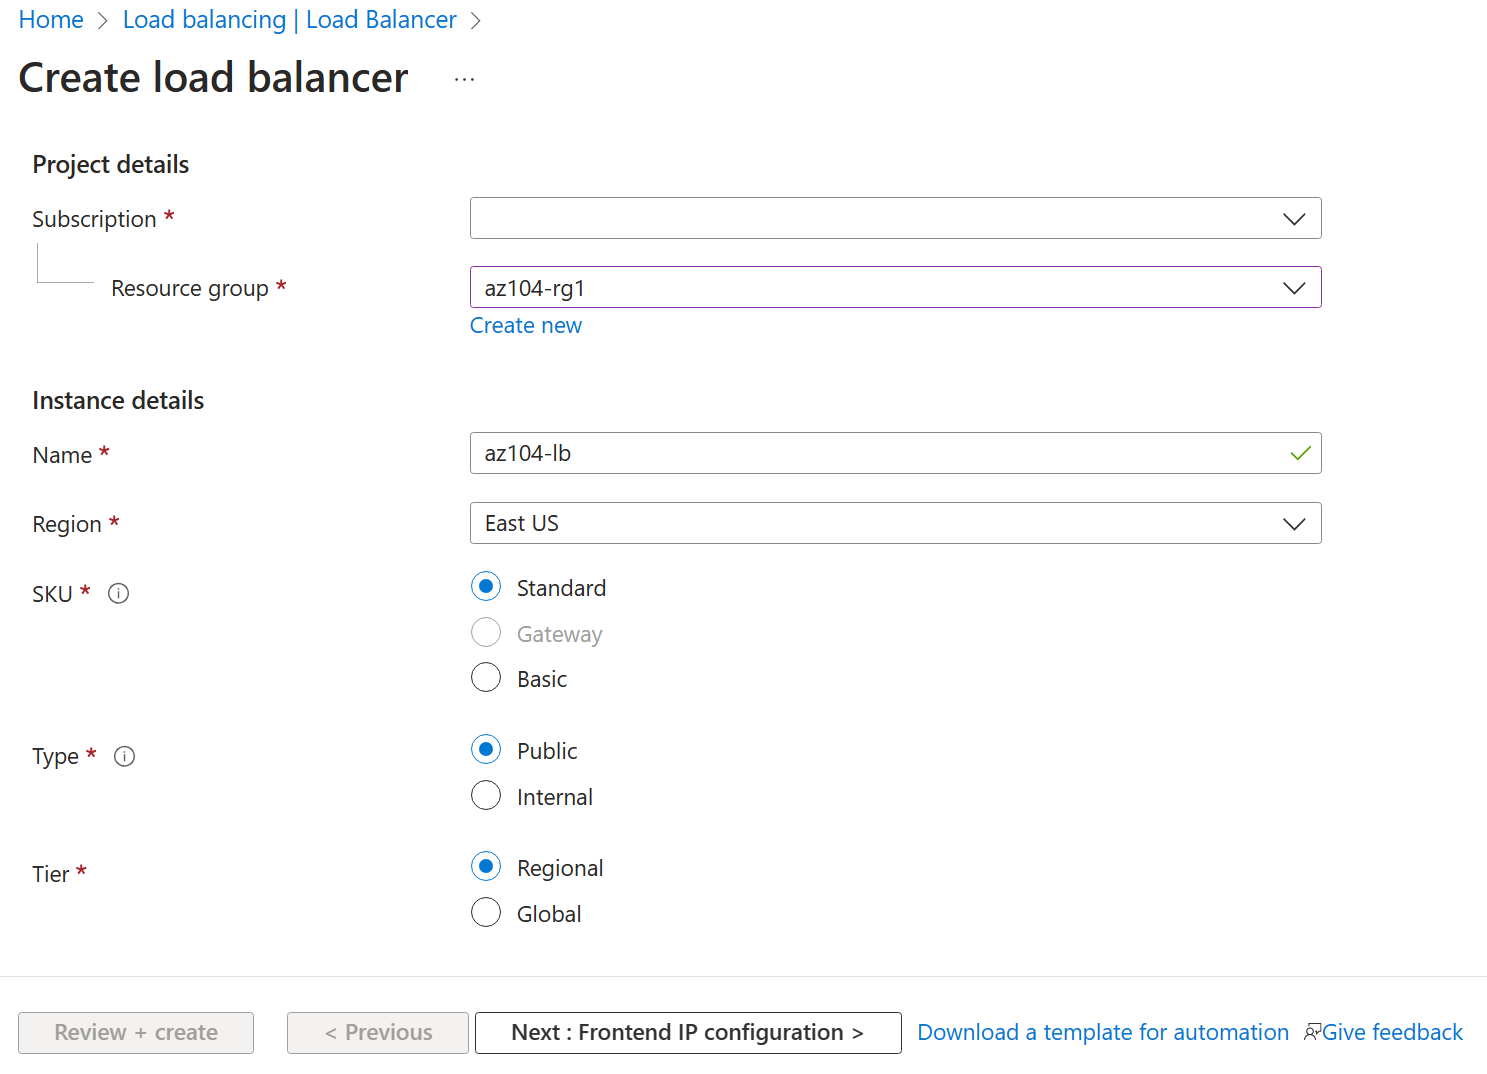 Home > Load balancing | Load Balancer >
Create load balancer ...
Project details
Subscription *
Resource group * az104-rg1
Create new
Instance details
Name * az104-lb
Region * East US
SKU * Standard
Gateway
Basic
Type * Public
Internal
Tier * Regional
Global
Review + create < Previous Next : Frontend IP configuration > Download a template for automation Give feedback